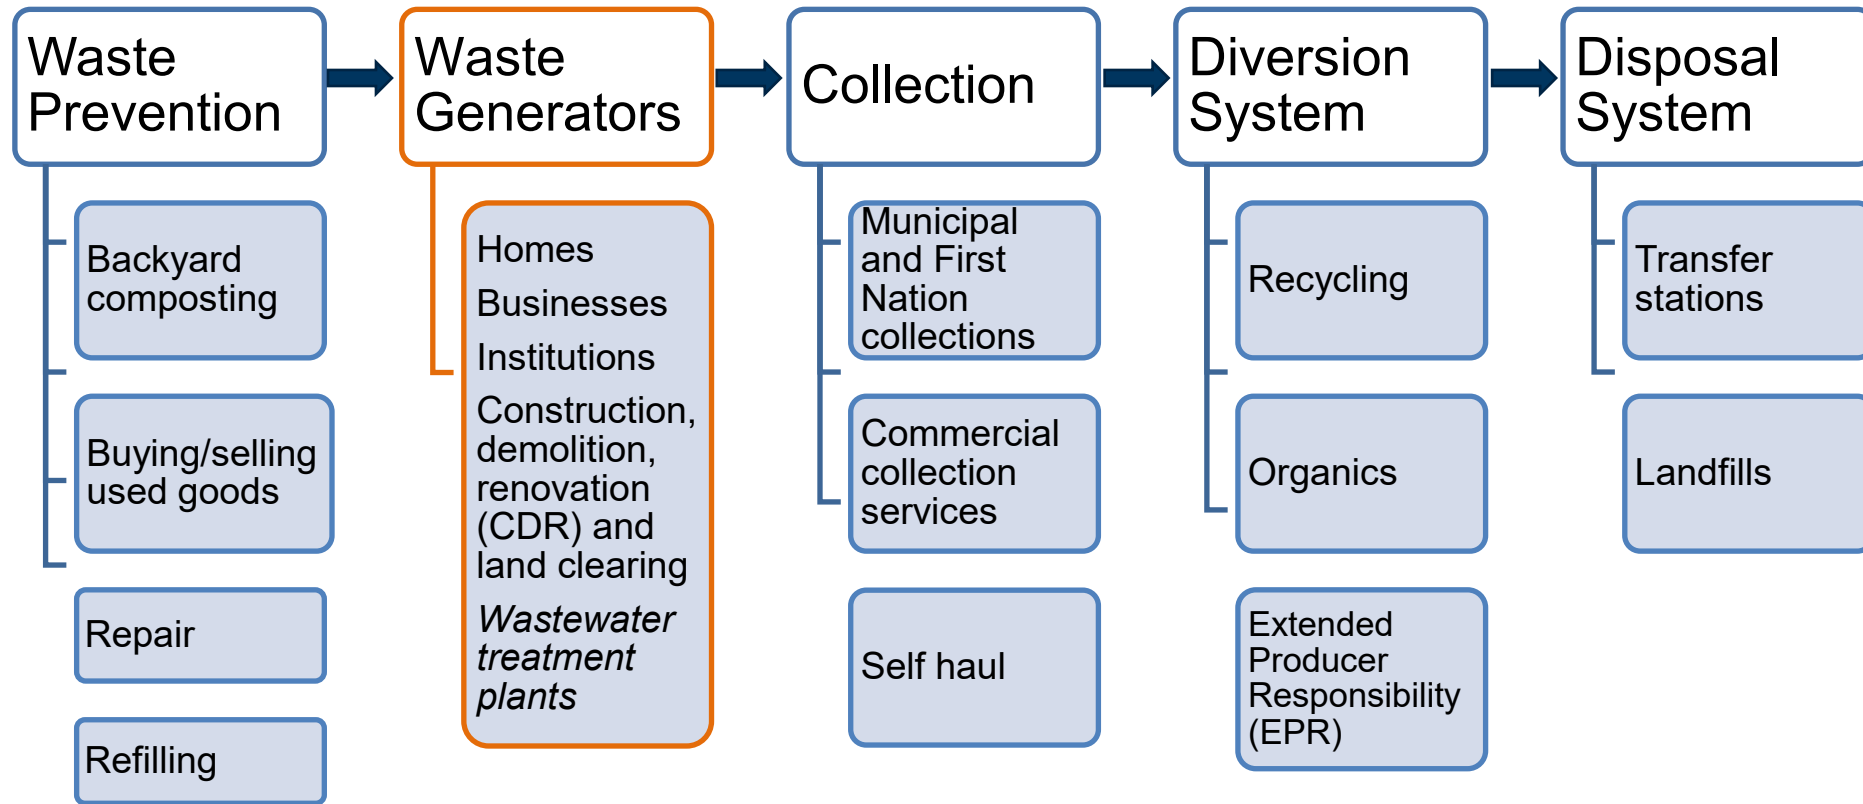 Waste
Prevention
Backyard
composting
Buying/selling
used goods
Repair
Refilling
Waste
Generators
Homes
Businesses
Institutions
Construction,
demolition,
renovation
(CDR) and
land clearing
Wastewater
treatment
plants
Collection
Municipal
and First
Nation
collections
Commercial
collection
services
Self haul
Diversion
System
Recycling
Organics
Extended
Producer
Responsibility
(EPR)
Disposal
System
Transfer
stations
Landfills